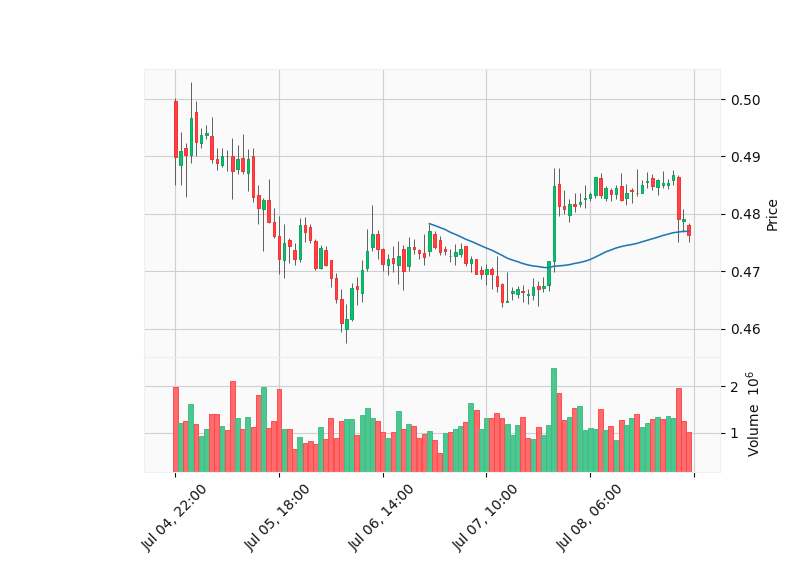 0.50
0.49
0.48
0.47
0.46
Price
2
1
Volume 10^6
Jul 04, 22:00
Jul 05, 18:00
Jul 06, 14:00
Jul 07, 10:00
Jul 08, 06:00